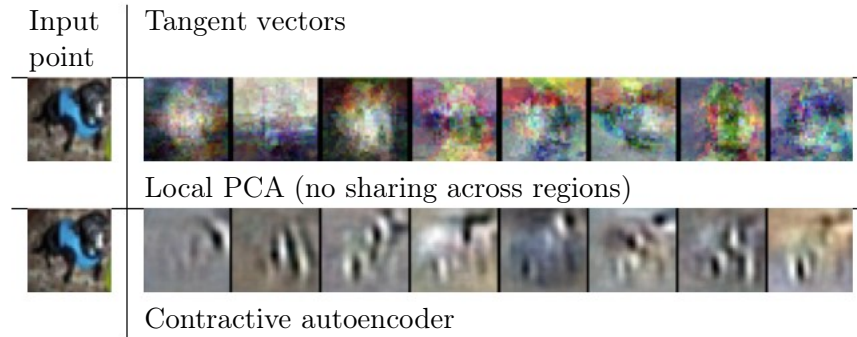 Input
point
Tangent vectors
Local PCA (no sharing across regions)
Contractive autoencoder